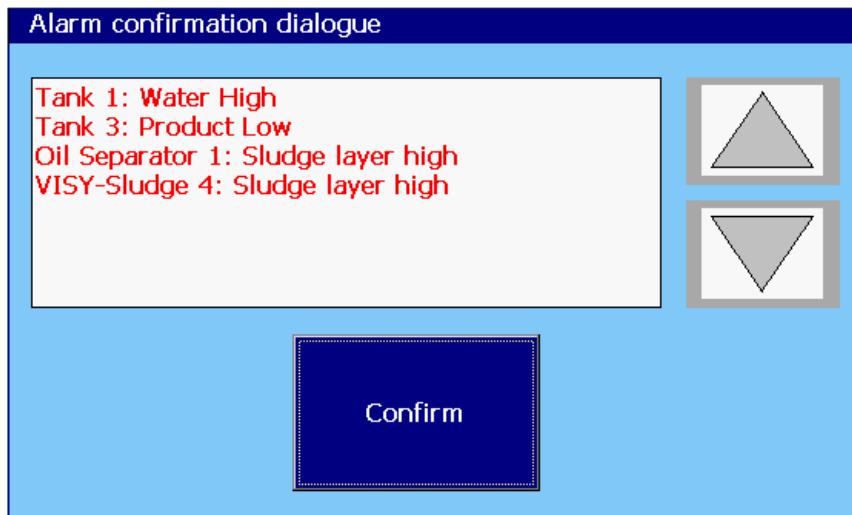 Alarm confirmation dialogue
Tank 1: Water High
Tank 3: Product Low
Oil Separator 1: Sludge layer high
VISY-Sludge 4: Sludge layer high
Confirm